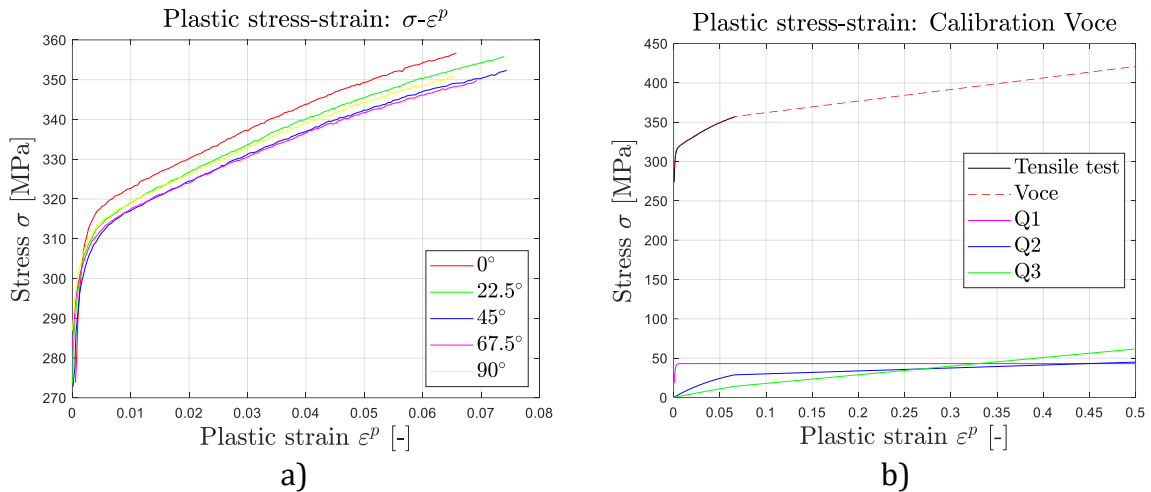 Plastic stress-strain: σ-εᵖ
360
350
340
330
320
310
300
290
280
270
Stress σ [MPa]
0°
22.5°
45°
67.5°
90°
0 0.01 0.02 0.03 0.04 0.05 0.06 0.07 0.08
Plastic strain εᵖ [-]
a)
Plastic stress-strain: Calibration Voce
450
400
350
300
250
200
150
100
50
0
Stress σ [MPa]
Tensile test
Voce
Q1
Q2
Q3
0 0.05 0.1 0.15 0.2 0.25 0.3 0.35 0.4 0.45 0.5
Plastic strain εᵖ [-]
b)